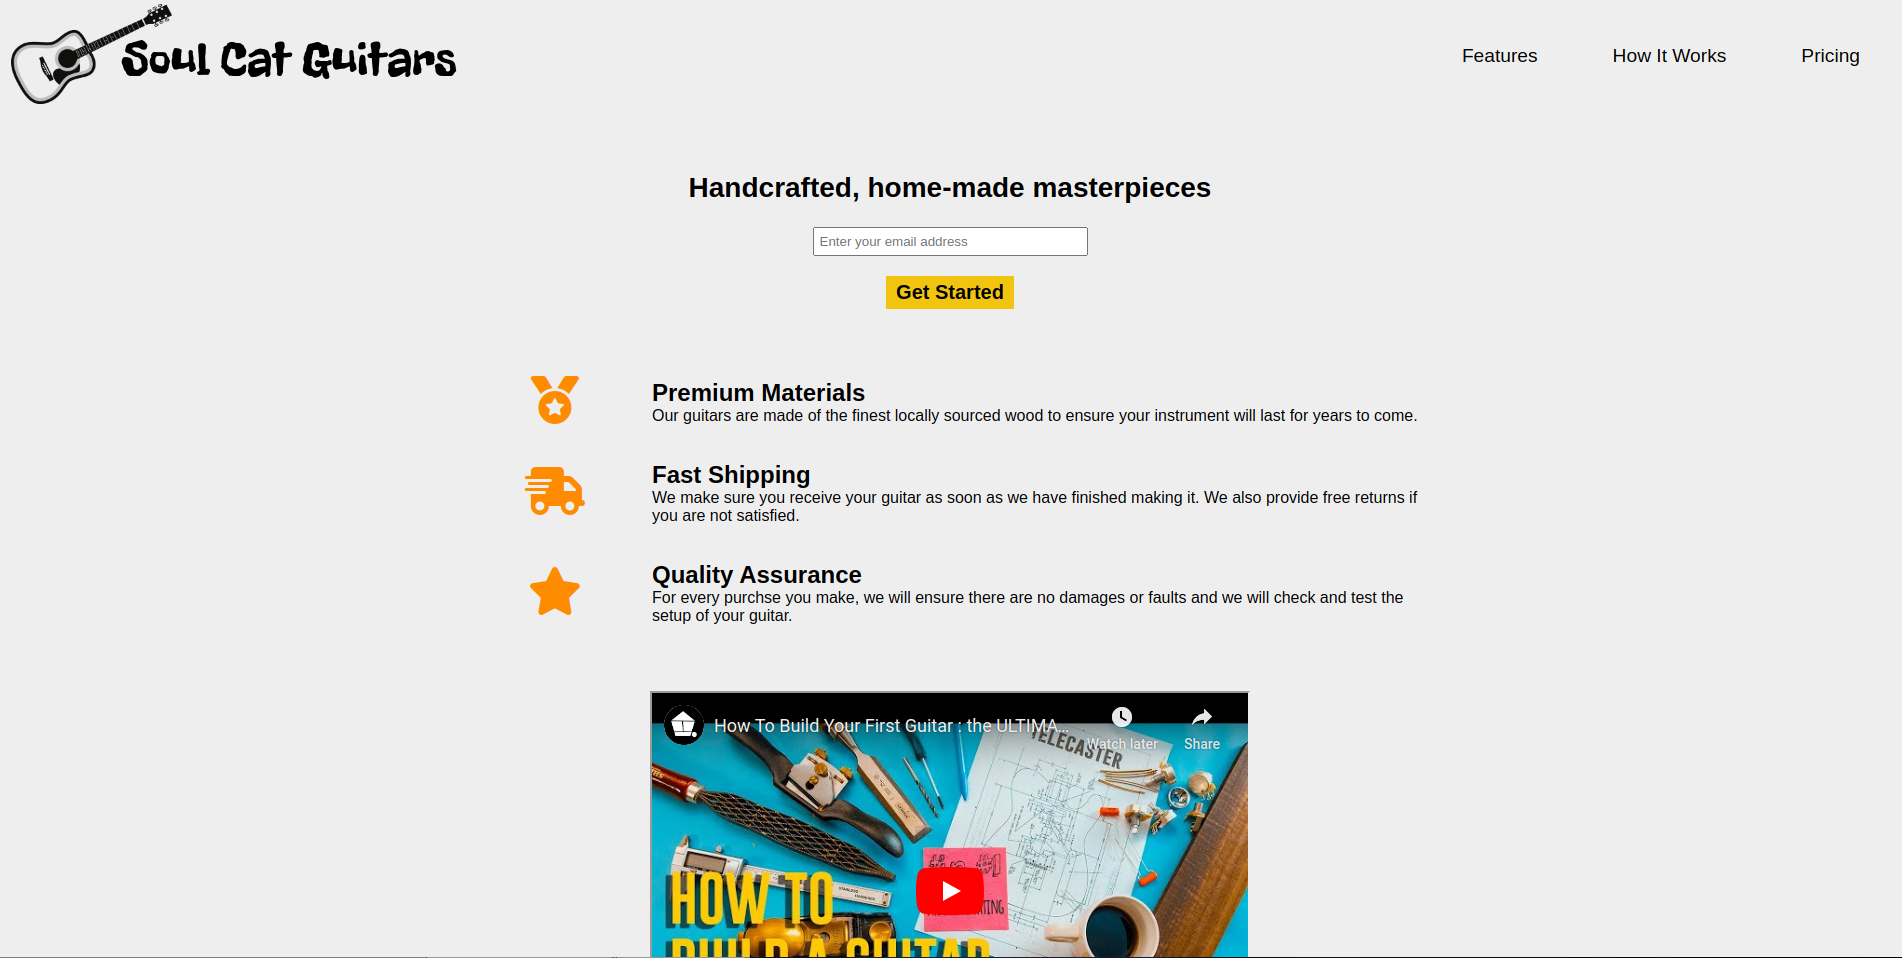 Soul Cat Guitars
Features
How It Works
Pricing
Handcrafted, home-made masterpieces
Enter your email address
Get Started
Premium Materials
Our guitars are made of the finest locally sourced wood to ensure your instrument will last for years to come.
Fast Shipping
We make sure you receive your guitar as soon as we have finished making it. We also provide free returns if
you are not satisfied.
Quality Assurance
For every purchse you make, we will ensure there are no damages or faults and we will check and test the
setup of your guitar.
How To Build Your First Guitar : the ULTIMA...
Watch later
Share
TELECASTER
HOW TO
BUILD A GUITAR